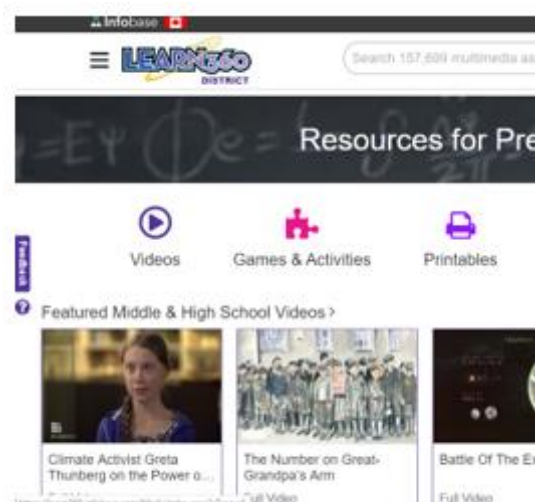 Infobase
LEARN360
DISTRICT
Search 157,699 multimedia as
Resources for Pre
Videos
Games & Activities
Printables
Feedback
Featured Middle & High School Videos >
Climate Activist Greta
Thunberg on the Power o...
The Number on Great-
Grandpa's Arm
Full Video
Battle Of The Ex
Full Video